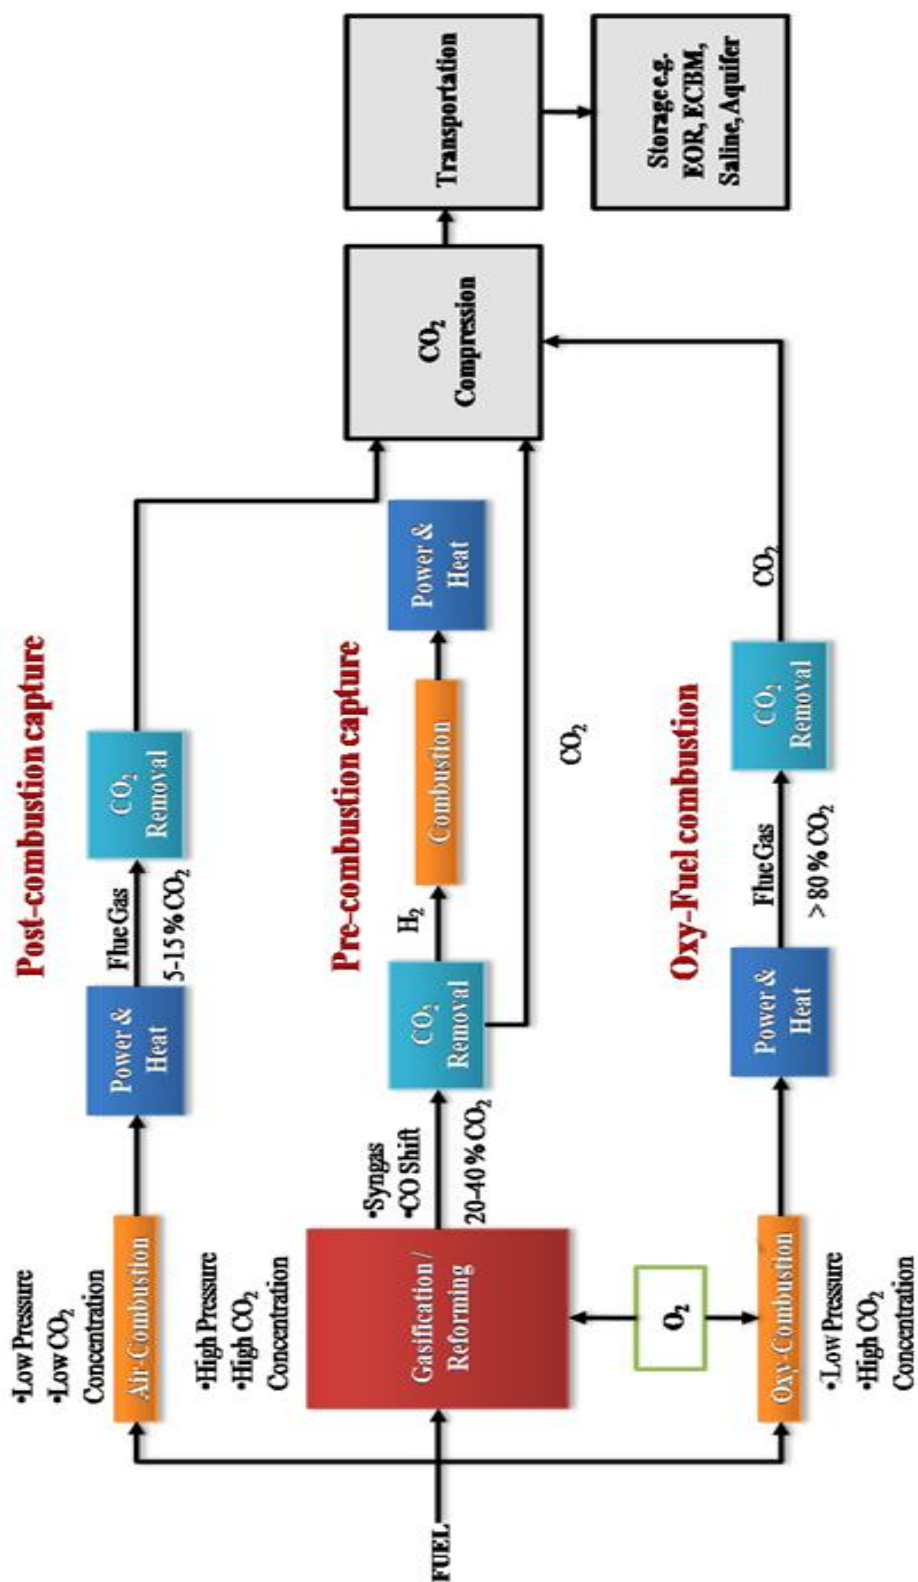 Post-combustion capture
•Low Pressure
•Low CO₂
Concentration
Air-Combustion
Power &
Heat
Flue Gas
5-15 % CO₂
CO₂
Removal
Pre-combustion capture
•High Pressure
•High CO₂
Concentration
FUEL
Gasification /
Reforming
•Syngas
•CO Shift
20-40 % CO₂
CO₂
Removal
H₂
Combustion
Power &
Heat
CO₂
CO₂
Compression
Transportation
Storage e.g.
EOR, ECBM,
Saline, Aquifer
O₂
Oxy-Fuel combustion
Oxy-Combustion
•Low Pressure
•High CO₂
Concentration
Power &
Heat
Flue Gas
> 80 % CO₂
CO₂
Removal
CO₂